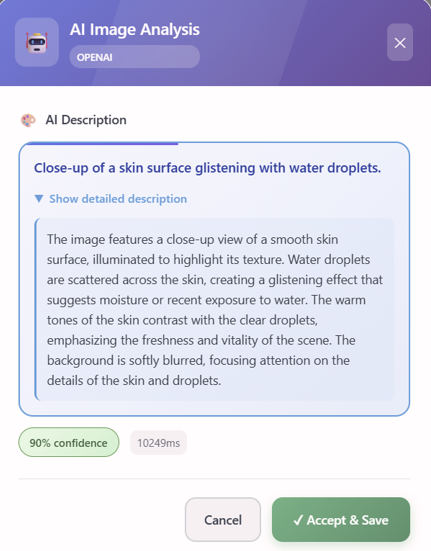 AI Image Analysis
OPENAI
×
AI Description
Close-up of a skin surface glistening with water droplets.
▼ Show detailed description
The image features a close-up view of a smooth skin
surface, illuminated to highlight its texture. Water droplets
are scattered across the skin, creating a glistening effect that
suggests moisture or recent exposure to water. The warm
tones of the skin contrast with the clear droplets,
emphasizing the freshness and vitality of the scene. The
background is softly blurred, focusing attention on the
details of the skin and droplets.
90% confidence
10249ms
Cancel
✓ Accept & Save